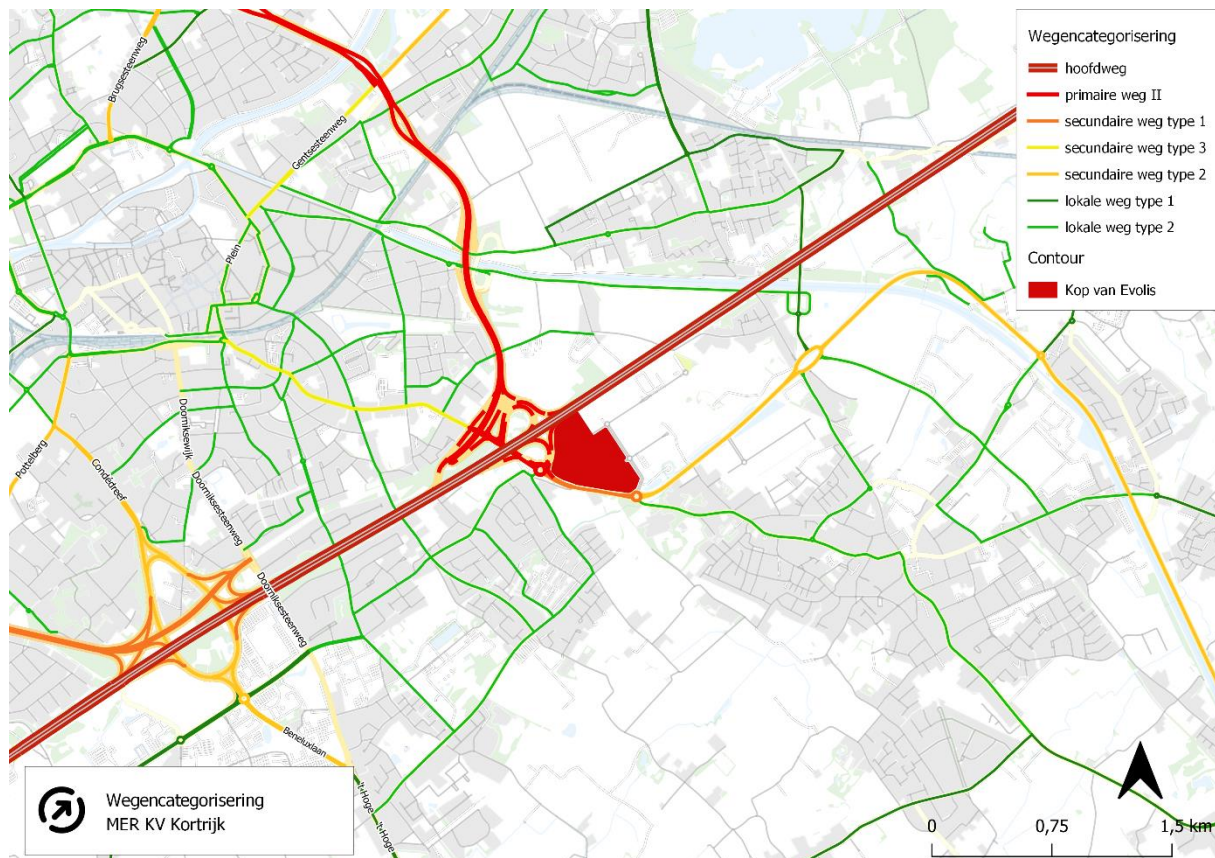 Wegencategorisering
hoofdweg
primaire weg II
secundaire weg type 1
secundaire weg type 3
secundaire weg type 2
lokale weg type 1
lokale weg type 2
Contour
Kop van Evolis
Brugsesteenweg
Gentsesteenweg
Plein
Doorniksewijk
Doorniksesteenweg
Pottelberg
Condédreef
Doorniksesteenweg
Beneluxlaan
't Hoge
't Hoge
Wegencategorisering
MER KV Kortrijk
0 0,75 1,5 km